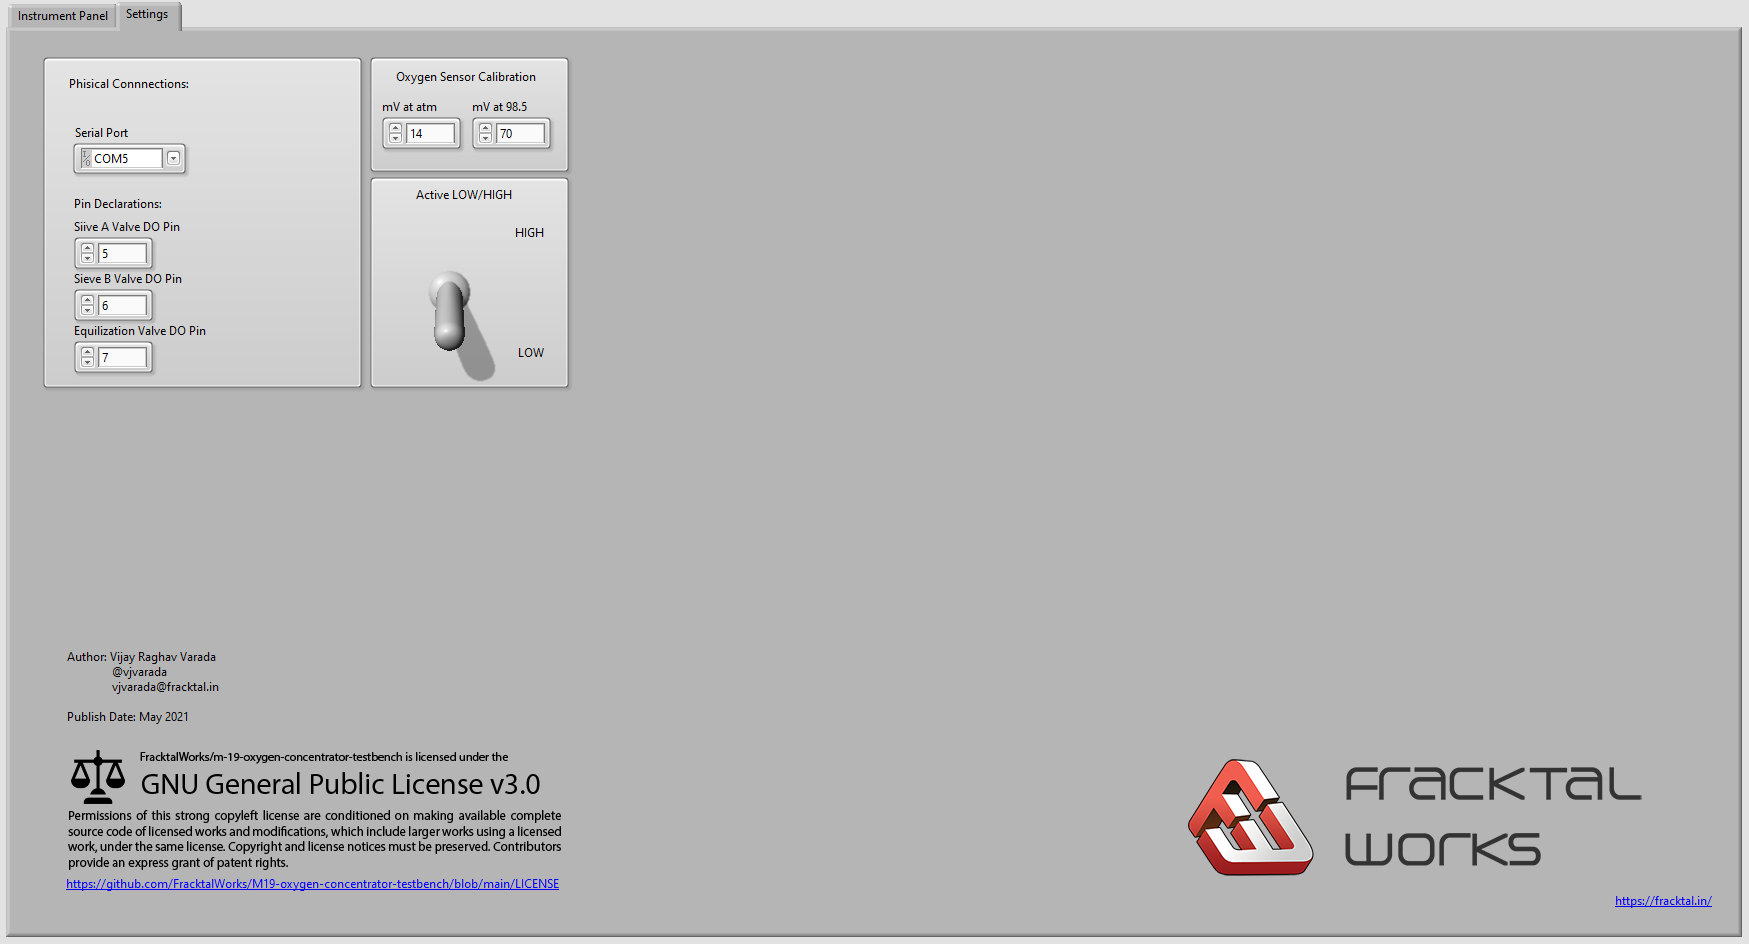 Instrument Panel
Settings
Phisical Connnections:
Serial Port
I/O COM5
Pin Declarations:
Siive A Valve DO Pin
5
Sieve B Valve DO Pin
6
Equilization Valve DO Pin
7
Oxygen Sensor Calibration
mV at atm
mV at 98.5
14
70
Active LOW/HIGH
HIGH
LOW
Author: Vijay Raghav Varada
@vjvarada
vjvarada@fracktal.in
Publish Date: May 2021
FracktalWorks/m-19-oxygen-concentrator-testbench is licensed under the
GNU General Public License v3.0
Permissions of this strong copyleft license are conditioned on making available complete
source code of licensed works and modifications, which include larger works using a licensed
work, under the same license. Copyright and license notices must be preserved. Contributors
provide an express grant of patent rights.
https://github.com/FracktalWorks/M19-oxygen-concentrator-testbench/blob/main/LICENSE
Fracktal
works
https://fracktal.in/